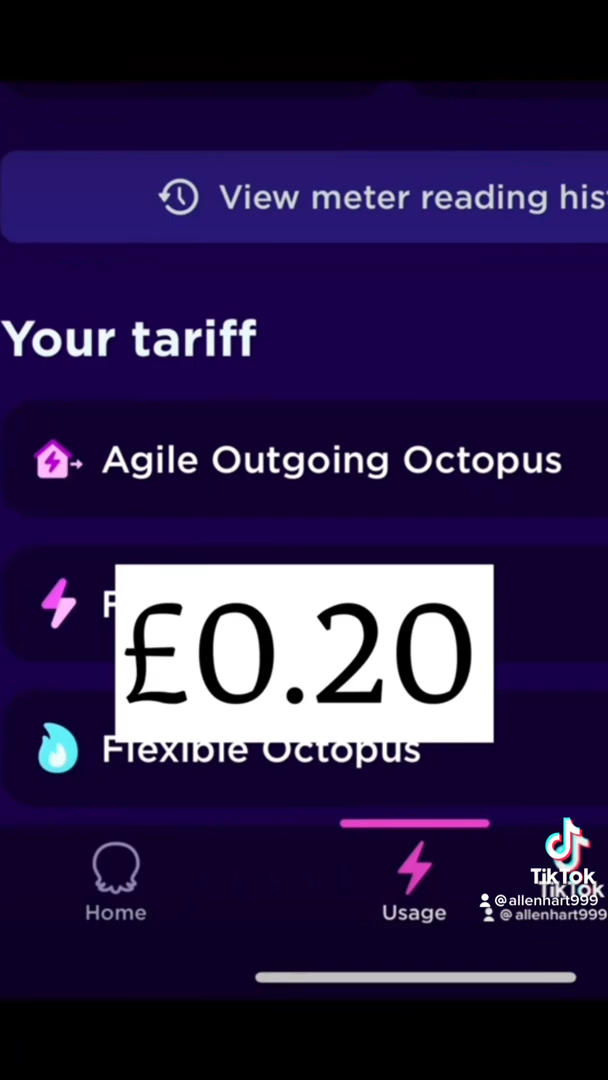 View meter reading his
Your tariff
Agile Outgoing Octopus
F
£0.20
Flexible Octopus
Home
Usage
TikTok
TikTok
@allenhart999
@allenhart999